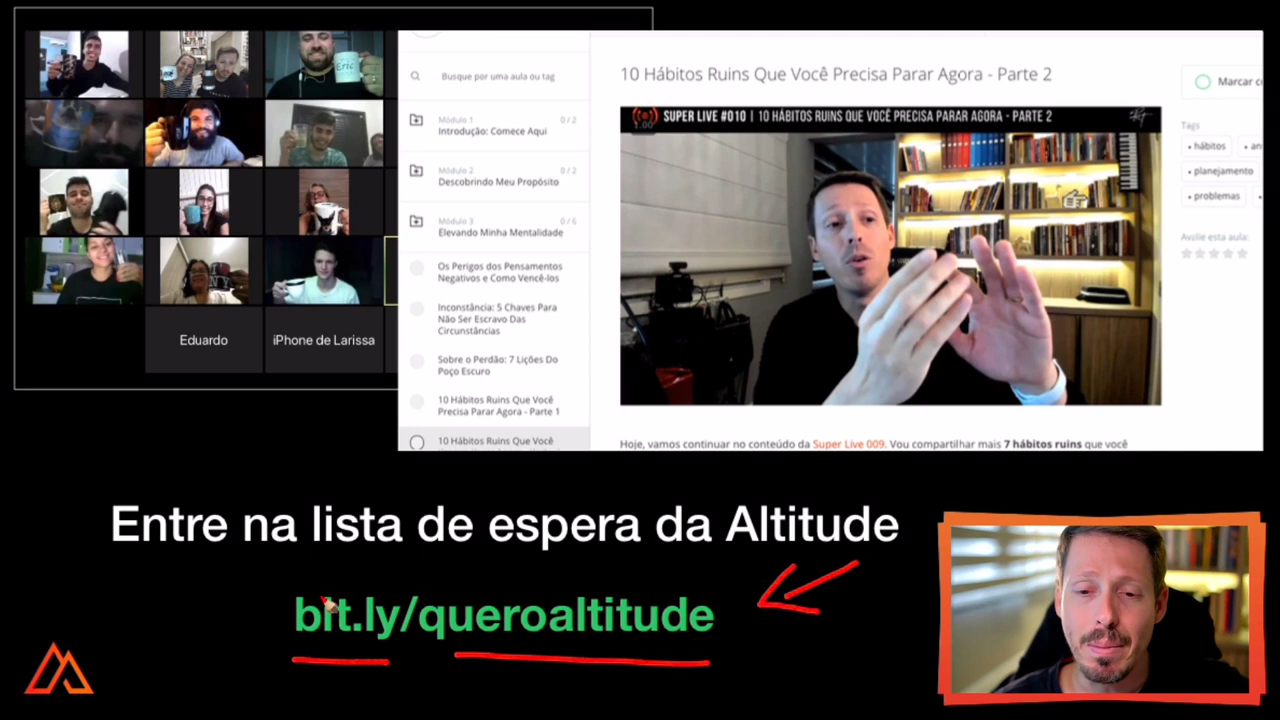 Eric
Eduardo
iPhone de Larissa
Busque por uma aula ou tag
Módulo 1
0 / 2
Introdução: Comece Aqui
Módulo 2
0 / 2
Descobrindo Meu Propósito
Módulo 3
0 / 6
Elevando Minha Mentalidade
Os Perigos dos Pensamentos
Negativos e Como Vencê-los
Inconstância: 5 Chaves Para
Não Ser Escravo Das
Circunstâncias
Sobre o Perdão: 7 Lições Do
Poço Escuro
10 Hábitos Ruins Que Você
Precisa Parar Agora - Parte 1
10 Hábitos Ruins Que Você
10 Hábitos Ruins Que Você Precisa Parar Agora - Parte 2
1.00
SUPER LIVE #010 | 10 HÁBITOS RUINS QUE VOCÊ PRECISA PARAR AGORA - PARTE 2
Hoje, vamos continuar no conteúdo da Super Live 009. Vou compartilhar mais 7 hábitos ruins que você
Marcar c
Tags
• hábitos
• an
• planejamento
• problemas
Avalie esta aula:
Entre na lista de espera da Altitude
bit.ly/queroaltitude